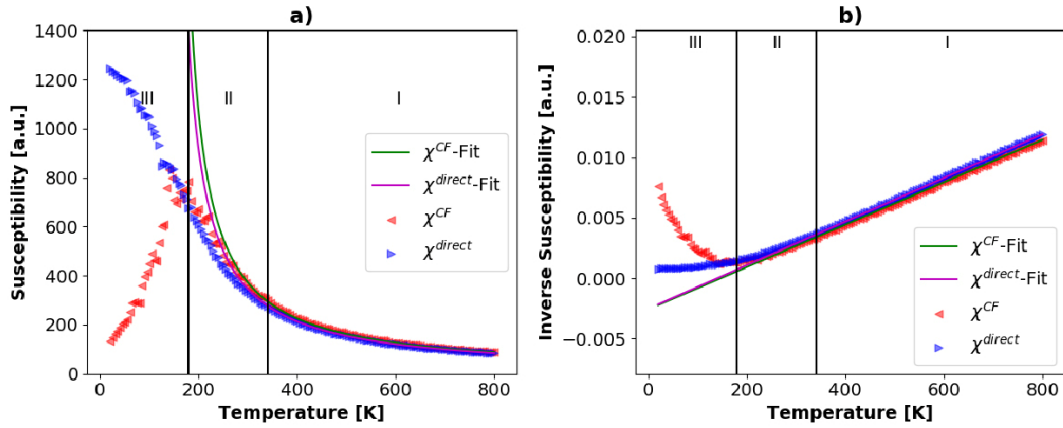 a)
1400
1200
1000
800
600
400
200
0
Susceptibility [a.u.]
III
II
I
χ^CF-Fit
χ^direct-Fit
χ^CF
χ^direct
0 200 400 600 800
Temperature [K]
b)
0.020
0.015
0.010
0.005
0.000
−0.005
Inverse Susceptibility [a.u.]
III
II
I
χ^CF-Fit
χ^direct-Fit
χ^CF
χ^direct
0 200 400 600 800
Temperature [K]